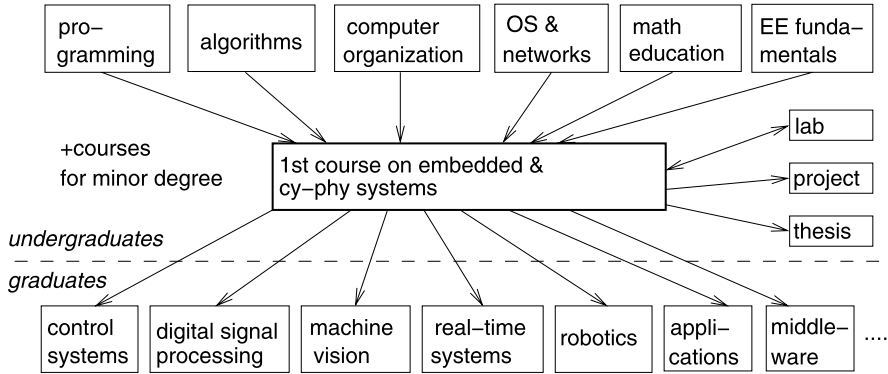 pro-
gramming
algorithms
computer
organization
OS &
networks
math
education
EE funda-
mentals
lab
+courses
for minor degree
1st course on embedded &
cy-phy systems
project
thesis
undergraduates
graduates
control
systems
digital signal
processing
machine
vision
real-time
systems
robotics
appli-
cations
middle-
ware
....